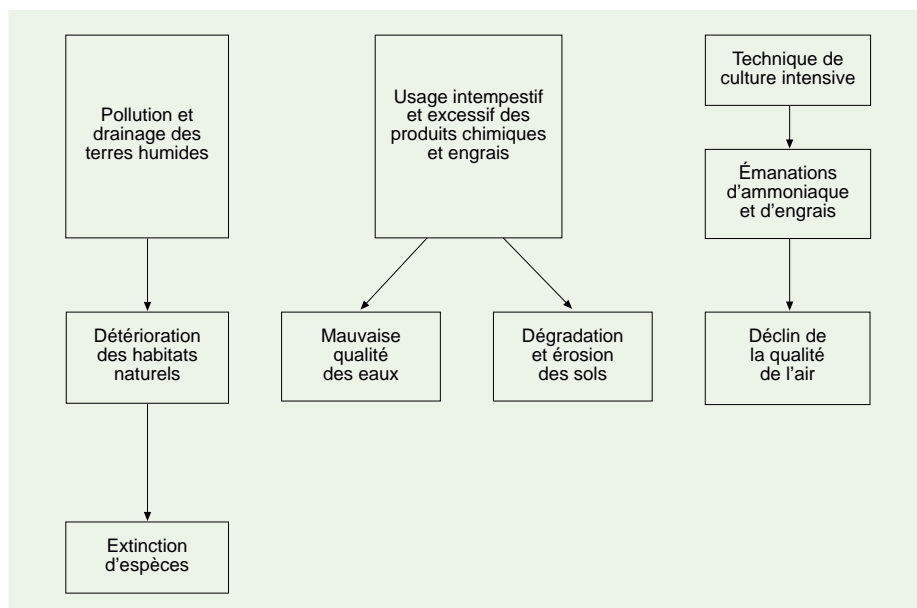 Pollution et
drainage des
terres humides
Usage intempestif
et excessif des
produits chimiques
et engrais
Technique de
culture intensive
Émanations
d’ammoniaque
et d’engrais
Détérioration
des habitats
naturels
Mauvaise
qualité
des eaux
Dégradation
et érosion
des sols
Déclin de
la qualité
de l’air
Extinction
d’espèces